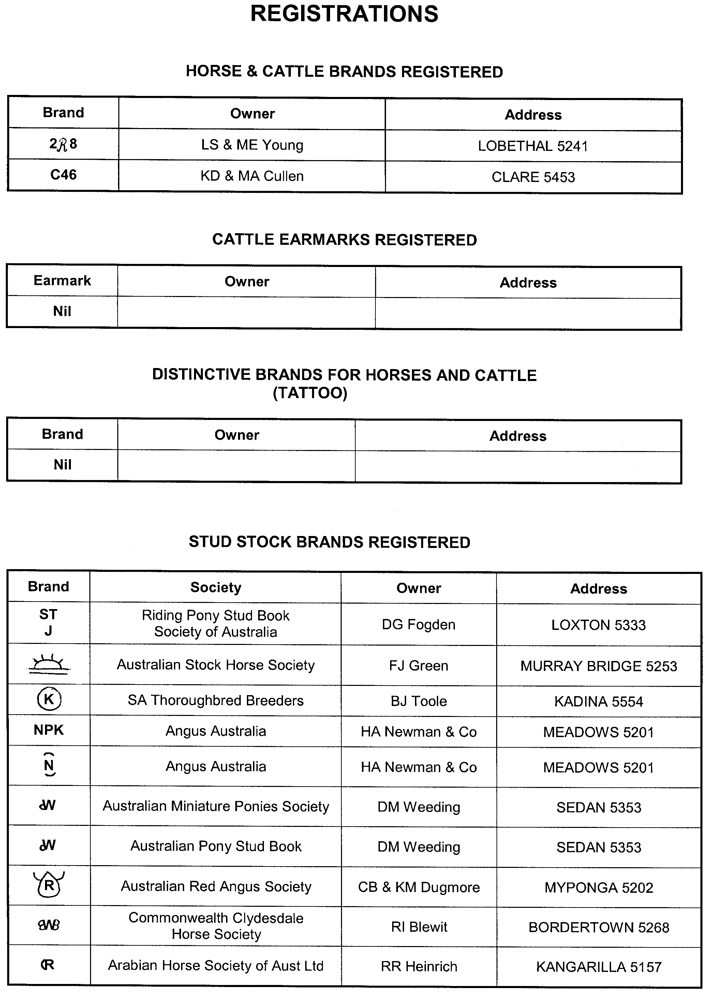 REGISTRATIONS
HORSE & CATTLE BRANDS REGISTERED
Brand Owner Address
2R8 LS & ME Young LOBETHAL 5241
C46 KD & MA Cullen CLARE 5453
CATTLE EARMARKS REGISTERED
Earmark Owner Address
Nil
DISTINCTIVE BRANDS FOR HORSES AND CATTLE
(TATTOO)
Brand Owner Address
Nil
STUD STOCK BRANDS REGISTERED
Brand Society Owner Address
ST
J
Riding Pony Stud Book
Society of Australia
DG Fogden LOXTON 5333
Australian Stock Horse Society FJ Green MURRAY BRIDGE 5253
K SA Thoroughbred Breeders BJ Toole KADINA 5554
NPK Angus Australia HA Newman & Co MEADOWS 5201
N Angus Australia HA Newman & Co MEADOWS 5201
dW Australian Miniature Ponies Society DM Weeding SEDAN 5353
dW Australian Pony Stud Book DM Weeding SEDAN 5353
R Australian Red Angus Society CB & KM Dugmore MYPONGA 5202
Commonwealth Clydesdale
Horse Society
RI Blewit BORDERTOWN 5268
Arabian Horse Society of Aust Ltd RR Heinrich KANGARILLA 5157